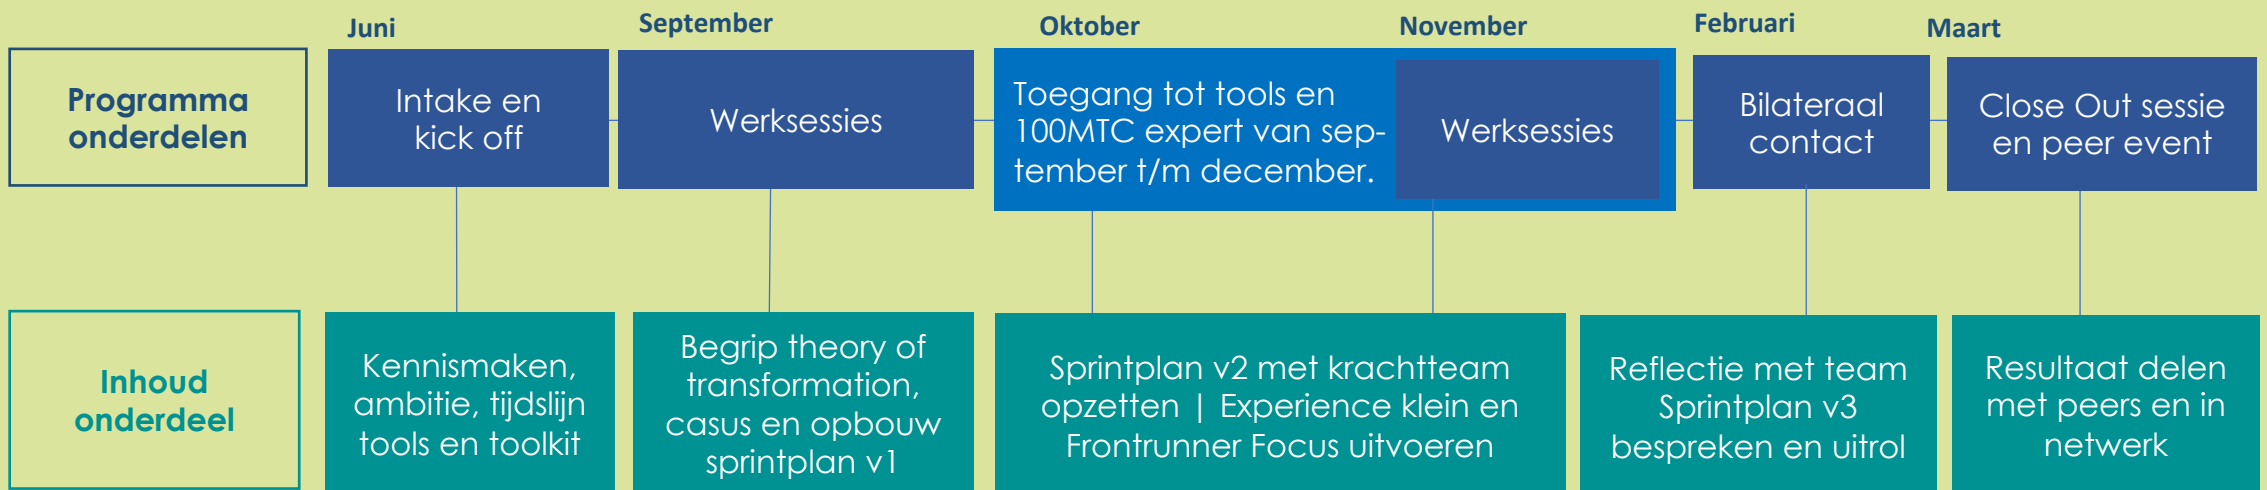 Juni
September
Oktober
November
Februari
Maart
Programma
onderdelen
Intake en
kick off
Werksessies
Toegang tot tools en
100MTC expert van sep-
tember t/m december.
Werksessies
Bilateraal
contact
Close Out sessie
en peer event
Inhoud
onderdeel
Kennismaken,
ambitie, tijdslijn
tools en toolkit
Begrip theory of
transformation,
casus en opbouw
sprintplan v1
Sprintplan v2 met krachtteam
opzetten | Experience klein en
Frontrunner Focus uitvoeren
Reflectie met team
Sprintplan v3
bespreken en uitrol
Resultaat delen
met peers en in
netwerk